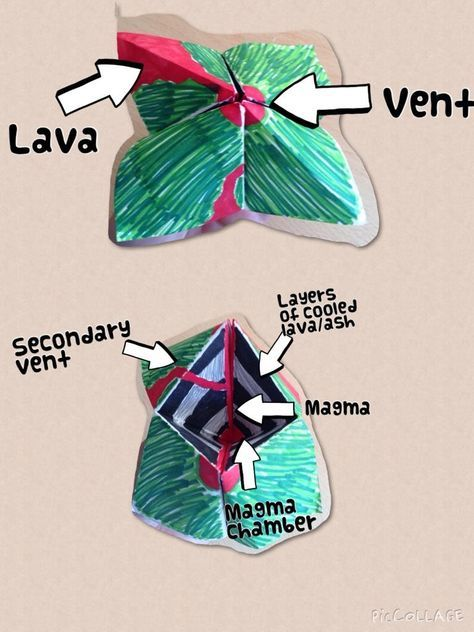 Lava
Vent
Secondary
Vent
Layers
of cooled
lava/ash
Magma
Magma
Chamber
PICCOLLAGE